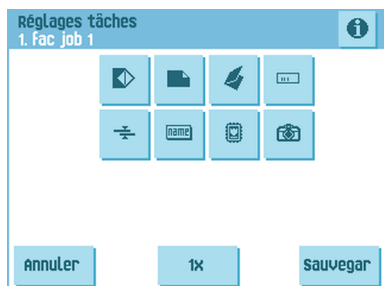 Réglages tâches
1. Fac job 1
name
Annuler
1x
Sauvegar